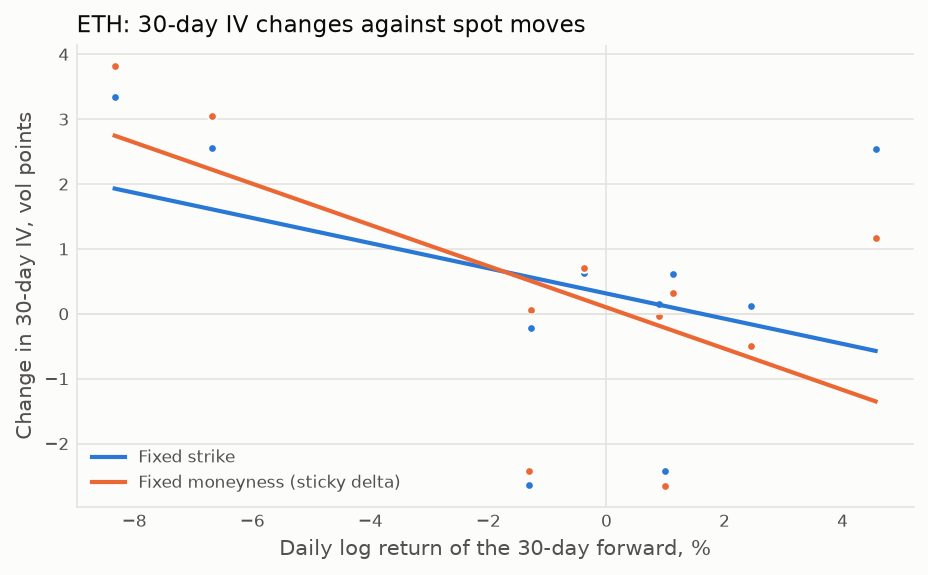 ETH: 30-day IV changes against spot moves
Change in 30-day IV, vol points
4
3
2
1
0
−1
−2
Fixed strike
Fixed moneyness (sticky delta)
−8 −6 −4 −2 0 2 4
Daily log return of the 30-day forward, %